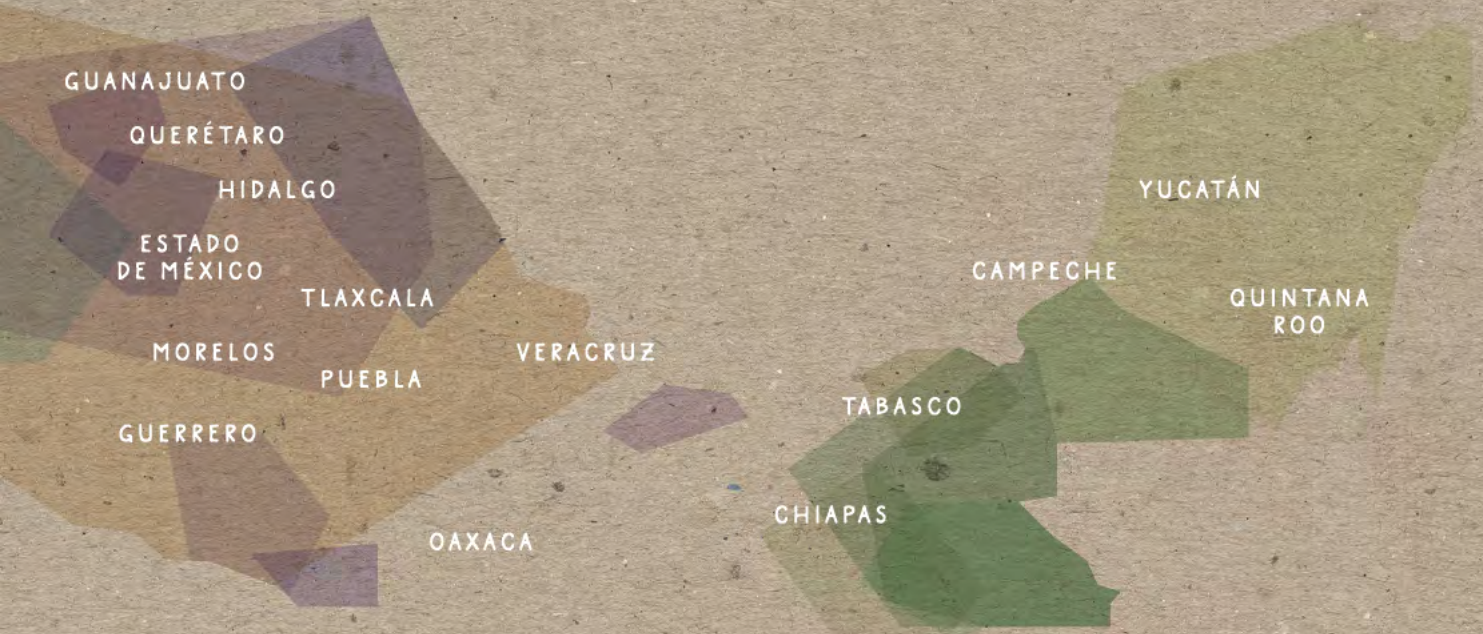 GUANAJUATO
QUERÉTARO
HIDALGO
YUCATÁN
ESTADO
DE MÉXICO
CAMPECHE
TLAXCALA
QUINTANA
ROO
MORELOS
VERACRUZ
PUEBLA
TABASCO
GUERRERO
CHIAPAS
OAXACA